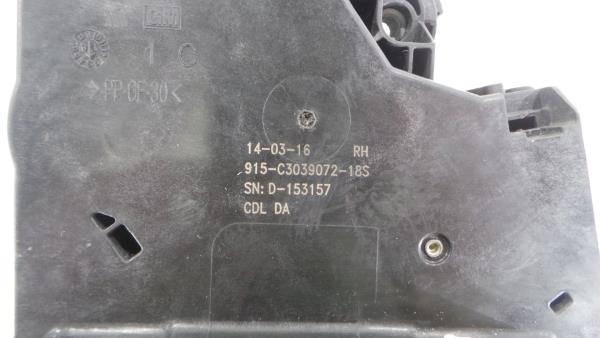 1 C
>PP GF 30<
14-03-16 RH
915-C3039072-18S
SN: D-153157
CDL DA